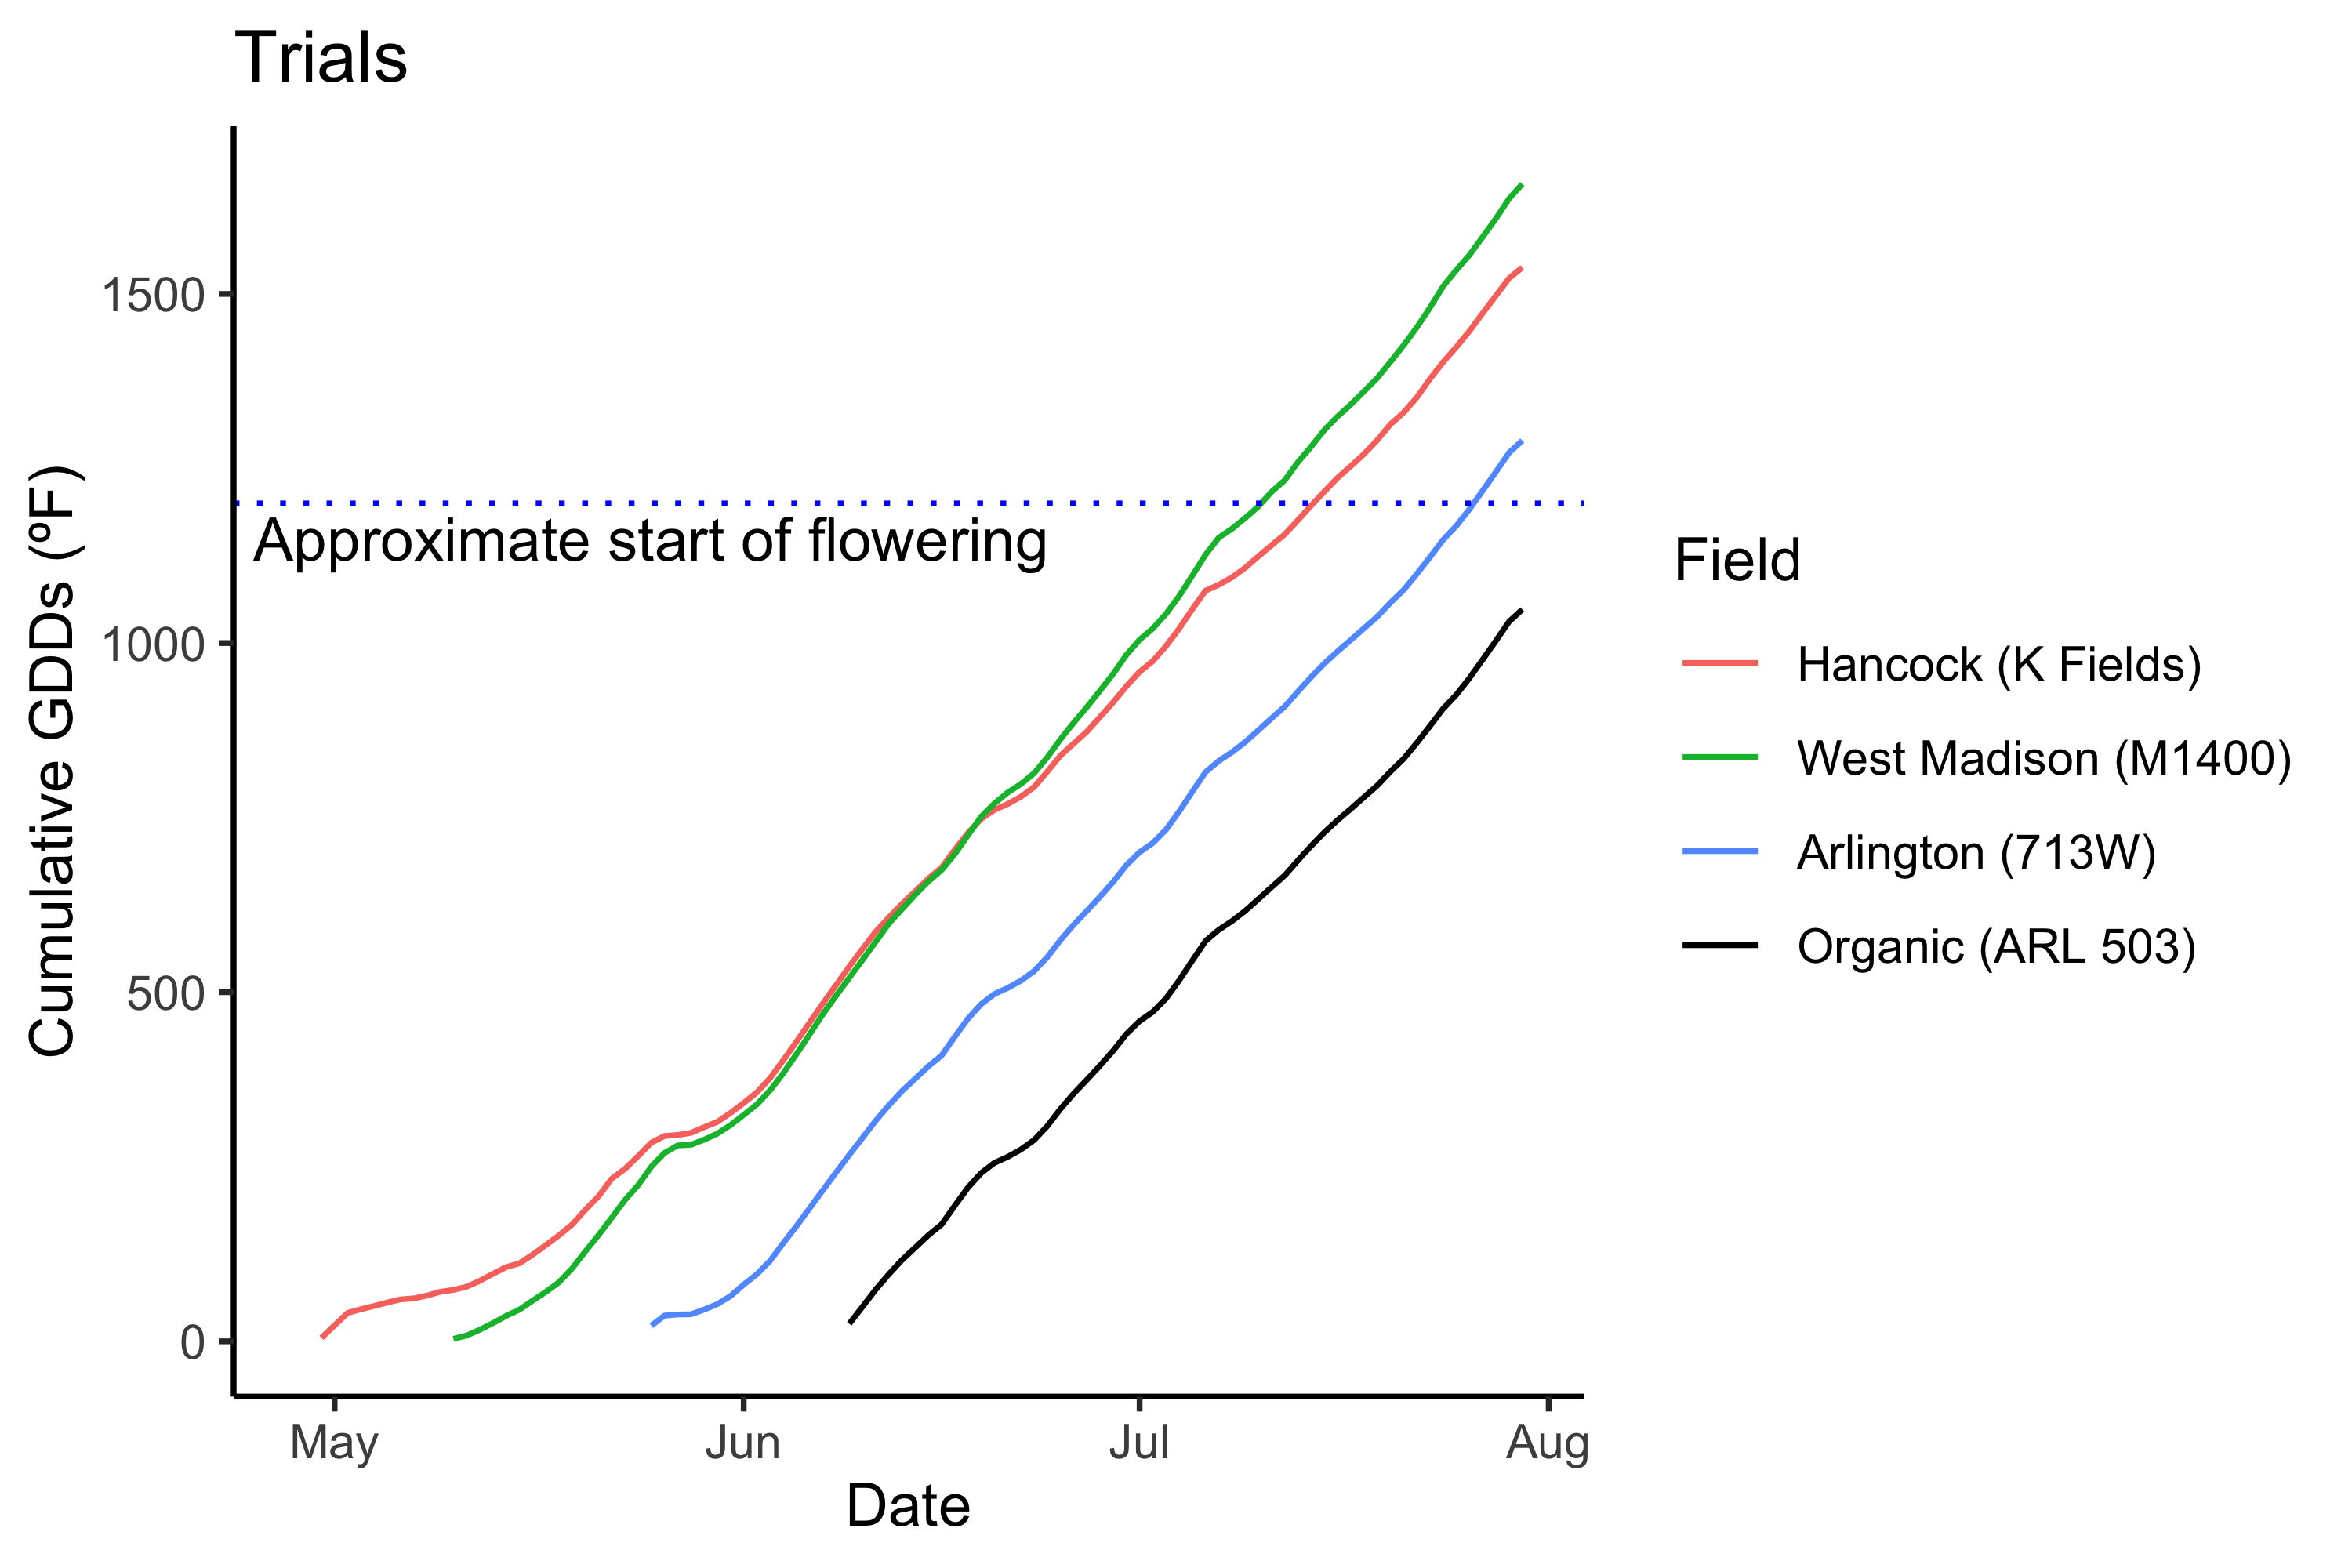 Trials
Cumulative GDDs (ºF)
1500
1000
500
0
Approximate start of flowering
May
Jun
Jul
Aug
Date
Field
Hancock (K Fields)
West Madison (M1400)
Arlington (713W)
Organic (ARL 503)